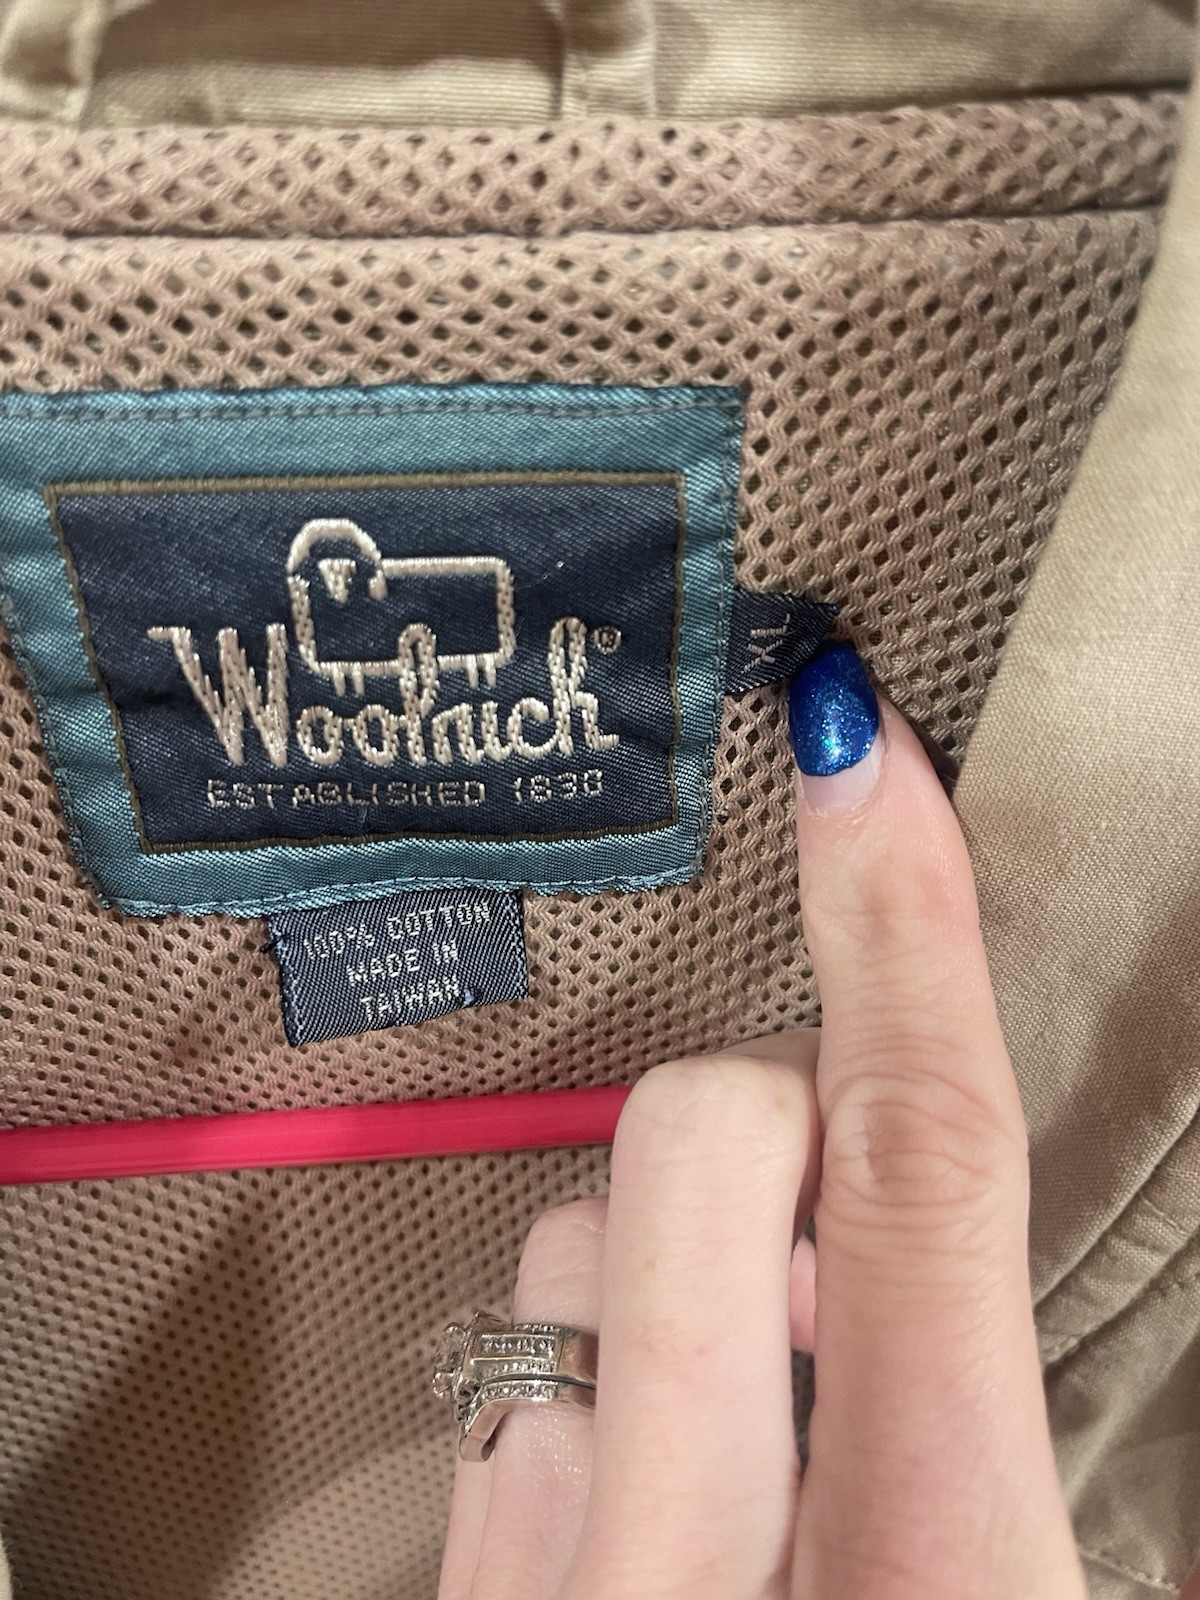 Woolrich®
XL
ESTABLISHED 1830
100% COTTON
MADE IN
TAIWAN